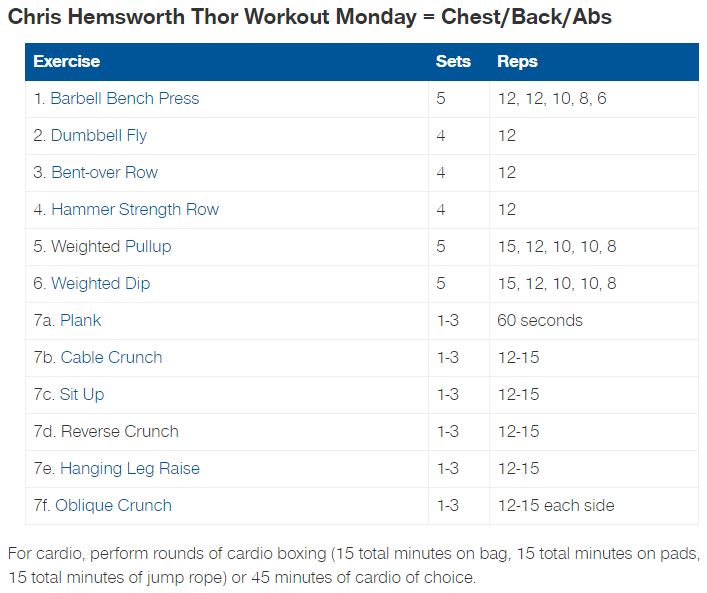 Chris Hemsworth Thor Workout Monday = Chest/Back/Abs
Exercise Sets Reps
1. Barbell Bench Press 5 12, 12, 10, 8, 6
2. Dumbbell Fly 4 12
3. Bent-over Row 4 12
4. Hammer Strength Row 4 12
5. Weighted Pullup 5 15, 12, 10, 10, 8
6. Weighted Dip 5 15, 12, 10, 10, 8
7a. Plank 1-3 60 seconds
7b. Cable Crunch 1-3 12-15
7c. Sit Up 1-3 12-15
7d. Reverse Crunch 1-3 12-15
7e. Hanging Leg Raise 1-3 12-15
7f. Oblique Crunch 1-3 12-15 each side
For cardio, perform rounds of cardio boxing (15 total minutes on bag, 15 total minutes on pads,
15 total minutes of jump rope) or 45 minutes of cardio of choice.